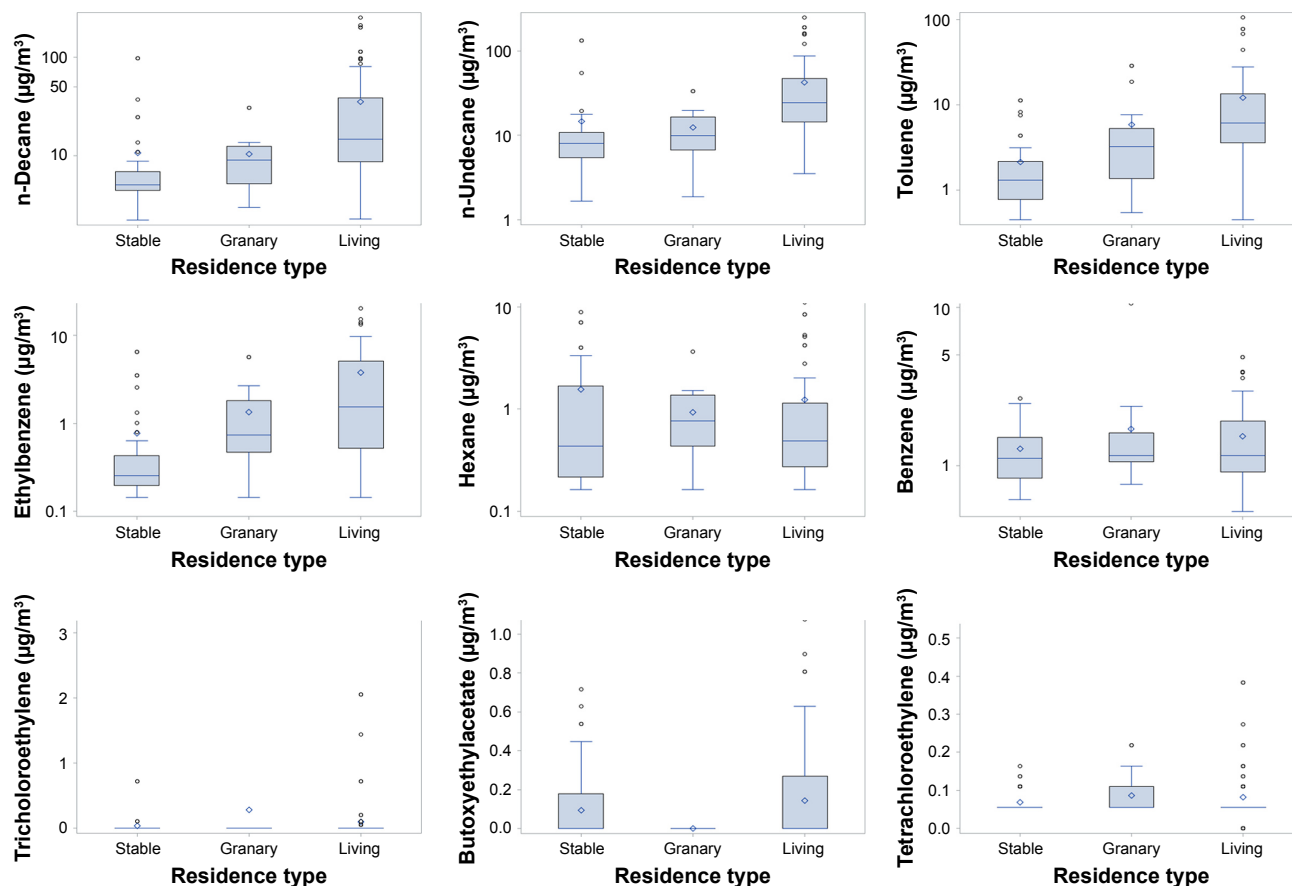 n-Decane (µg/m³)
100
50
10
Stable Granary Living
Residence type
n-Undecane (µg/m³)
100
10
1
Stable Granary Living
Residence type
Toluene (µg/m³)
100
10
1
Stable Granary Living
Residence type
Ethylbenzene (µg/m³)
10
1
0.1
Stable Granary Living
Residence type
Hexane (µg/m³)
10
1
0.1
Stable Granary Living
Residence type
Benzene (µg/m³)
10
5
1
Stable Granary Living
Residence type
Tricholoroethylene (µg/m³)
3
2
1
0
Stable Granary Living
Residence type
Butoxyethylacetate (µg/m³)
1.0
0.8
0.6
0.4
0.2
0.0
Stable Granary Living
Residence type
Tetrachloroethylene (µg/m³)
0.5
0.4
0.3
0.2
0.1
0.0
Stable Granary Living
Residence type